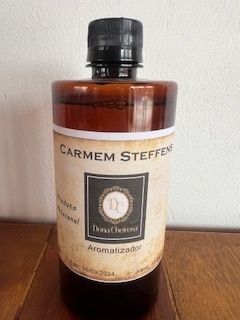 CARMEM STEFFENS
Produto
Artesanal
DC
Dona Cheirosa
Aromatizador